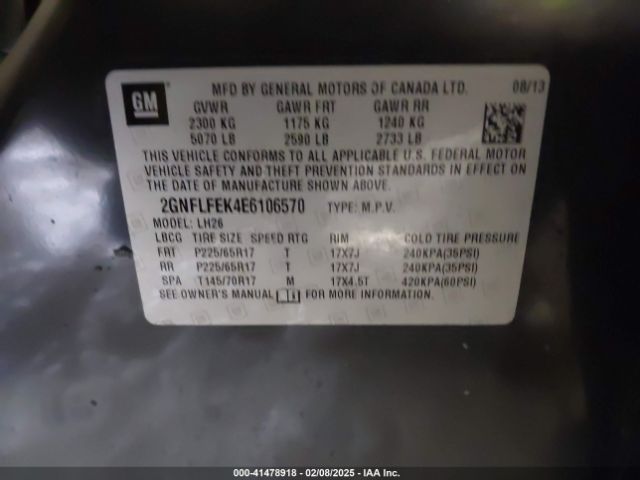 GM
MFD BY GENERAL MOTORS OF CANADA LTD. 08/13
GVWR GAWR FRT GAWR RR
2300 KG 1175 KG 1240 KG
5070 LB 2590 LB 2733 LB
THIS VEHICLE CONFORMS TO ALL APPLICABLE U.S. FEDERAL MOTOR
VEHICLE SAFETY AND THEFT PREVENTION STANDARDS IN EFFECT ON
THE DATE OF MANUFACTURE SHOWN ABOVE.
2GNFLFEK4E6106570 TYPE: M.P.V.
MODEL: LH26
LBCG TIRE SIZE SPEED RTG RIM COLD TIRE PRESSURE
FRT P225/65R17 T 17X7J 240KPA(35PSI)
RR P225/65R17 T 17X7J 240KPA(35PSI)
SPA T145/70R17 M 17X4.5T 420KPA(60PSI)
SEE OWNER'S MANUAL FOR MORE INFORMATION.
000-41478918 - 02/08/2025 - IAA Inc.